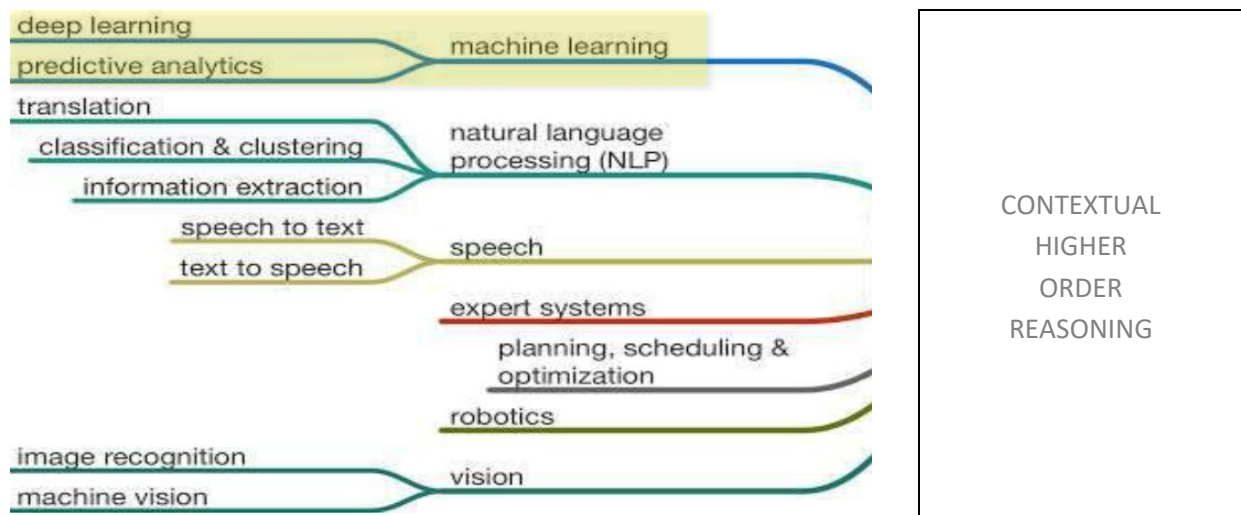 deep learning
machine learning
predictive analytics
translation
natural language
classification & clustering
processing (NLP)
information extraction
speech to text
speech
text to speech
expert systems
planning, scheduling &
optimization
robotics
image recognition
vision
machine vision
CONTEXTUAL
HIGHER
ORDER
REASONING